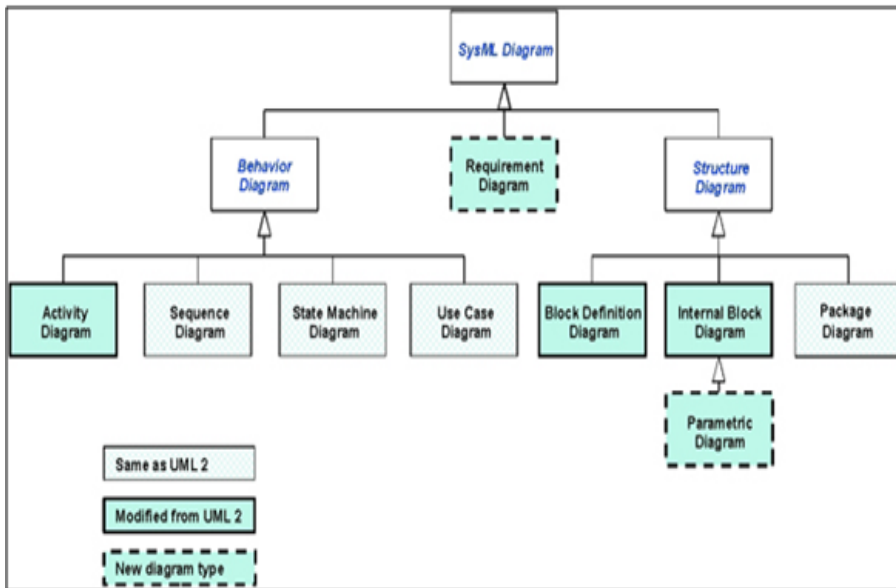 SysML Diagram
Behavior
Diagram
Requirement
Diagram
Structure
Diagram
Activity
Diagram
Sequence
Diagram
State Machine
Diagram
Use Case
Diagram
Block Definition
Diagram
Internal Block
Diagram
Package
Diagram
Parametric
Diagram
Same as UML 2
Modified from UML 2
New diagram type